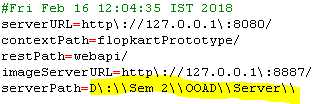 #Fri Feb 16 12:04:35 IST 2018
serverURL=http\://127.0.0.1\:8080/
contextPath=flopkartPrototype/
restPath=webapi/
imageServerURL=http\://127.0.0.1\:8887/
serverPath=D\:\\Sem 2\\OOAD\\Server\\